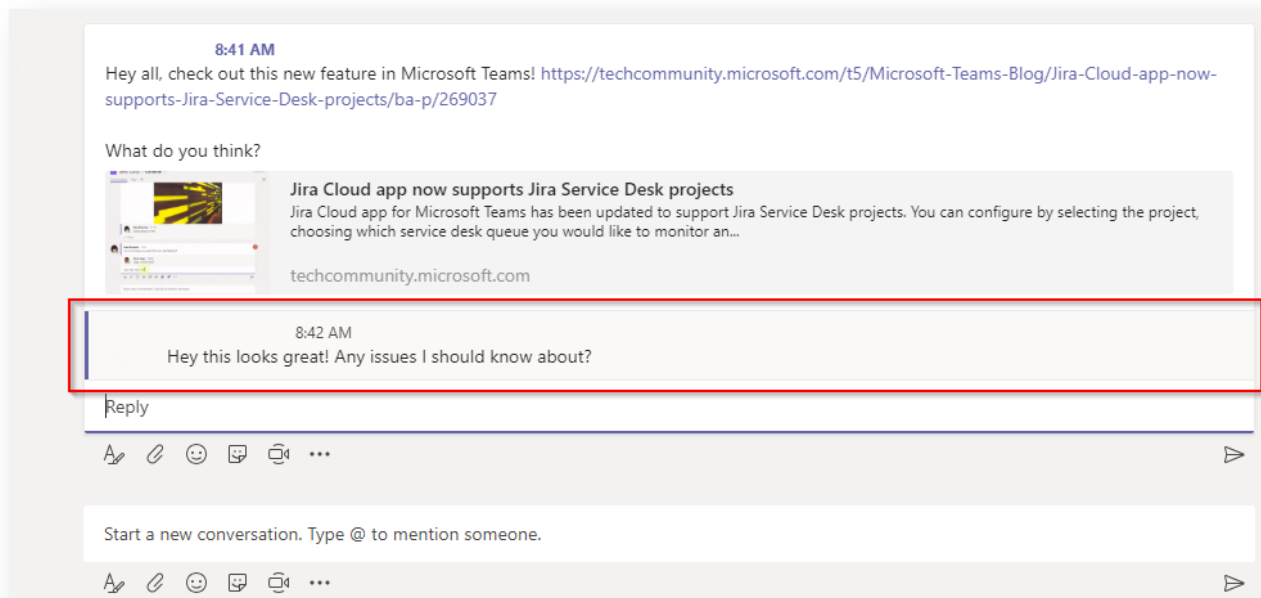 8:41 AM
Hey all, check out this new feature in Microsoft Teams! https://techcommunity.microsoft.com/t5/Microsoft-Teams-Blog/Jira-Cloud-app-now-
supports-Jira-Service-Desk-projects/ba-p/269037
What do you think?
Jira Cloud app now supports Jira Service Desk projects
Jira Cloud app for Microsoft Teams has been updated to support Jira Service Desk projects. You can configure by selecting the project,
choosing which service desk queue you would like to monitor an...
techcommunity.microsoft.com
8:42 AM
Hey this looks great! Any issues I should know about?
Reply
Start a new conversation. Type @ to mention someone.